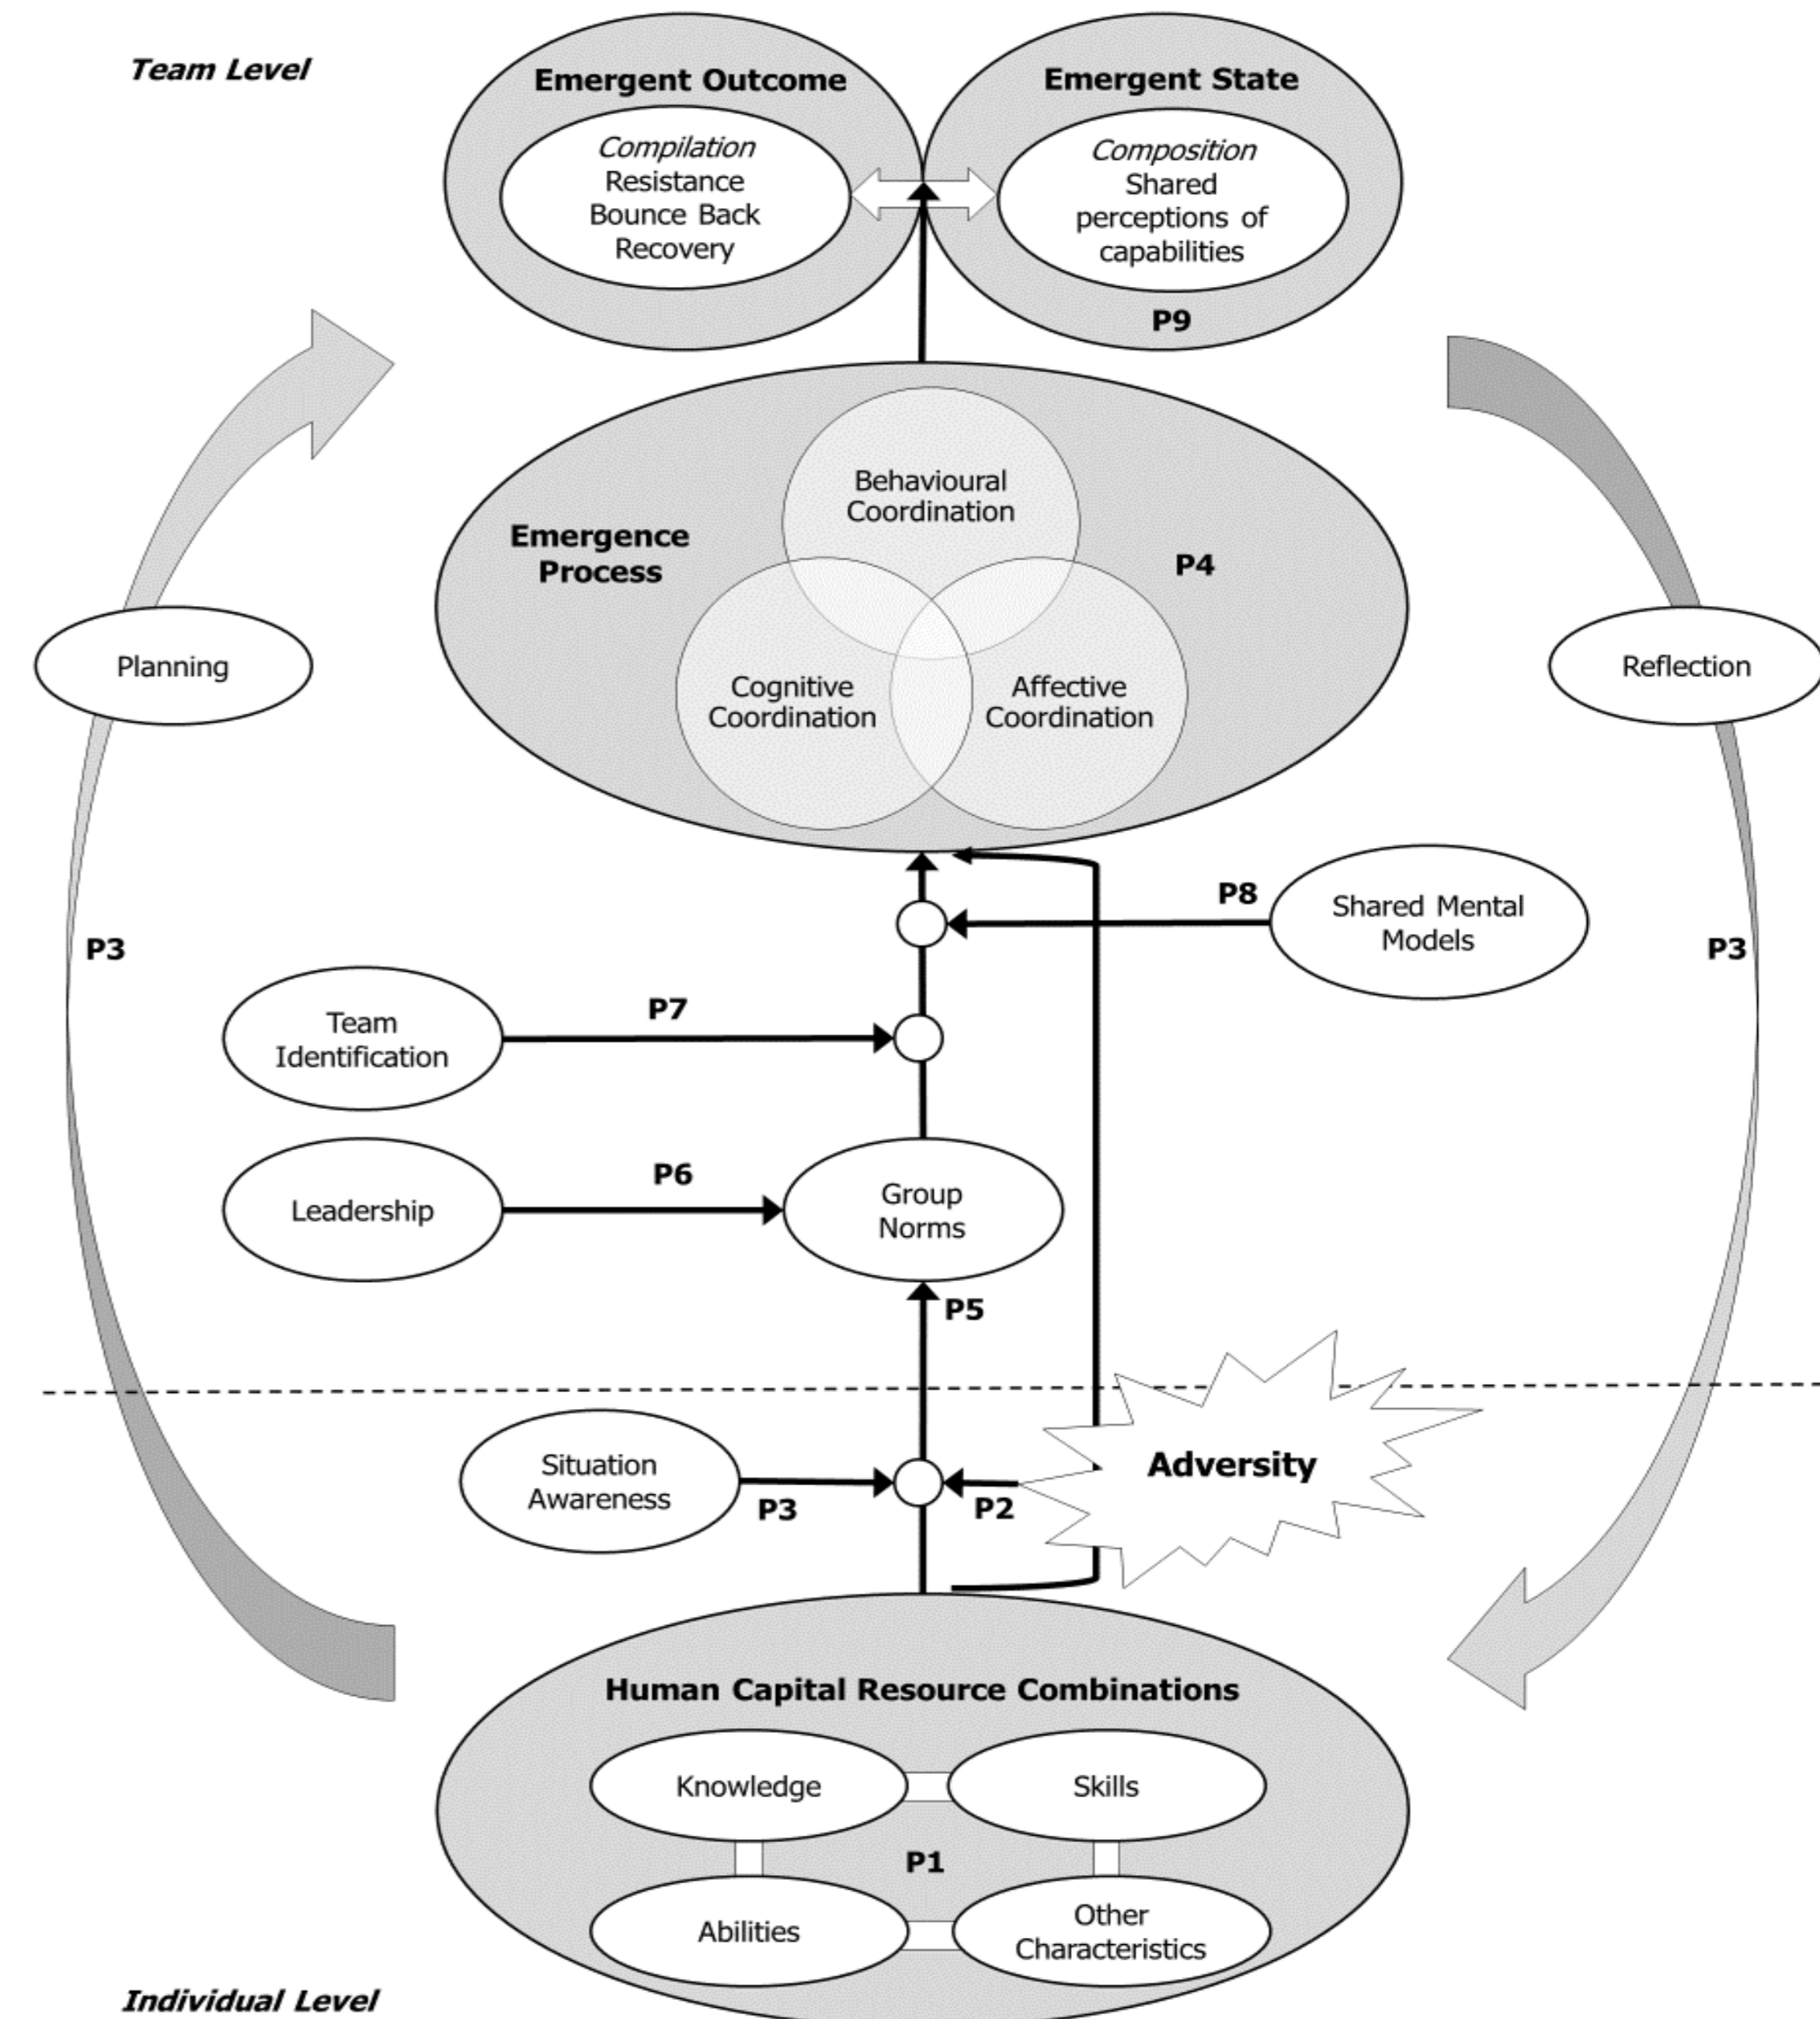 Team Level
Emergent Outcome
Compilation
Resistance
Bounce Back
Recovery
Emergent State
Composition
Shared
perceptions of
capabilities
P9
Emergence
Process
Behavioural
Coordination
P4
Cognitive
Coordination
Affective
Coordination
Planning
Reflection
P3
P8
Shared Mental
Models
P3
Team
Identification
P7
Leadership
P6
Group
Norms
P5
Situation
Awareness
P3
P2
Adversity
Human Capital Resource Combinations
Knowledge
Skills
P1
Abilities
Other
Characteristics
Individual Level